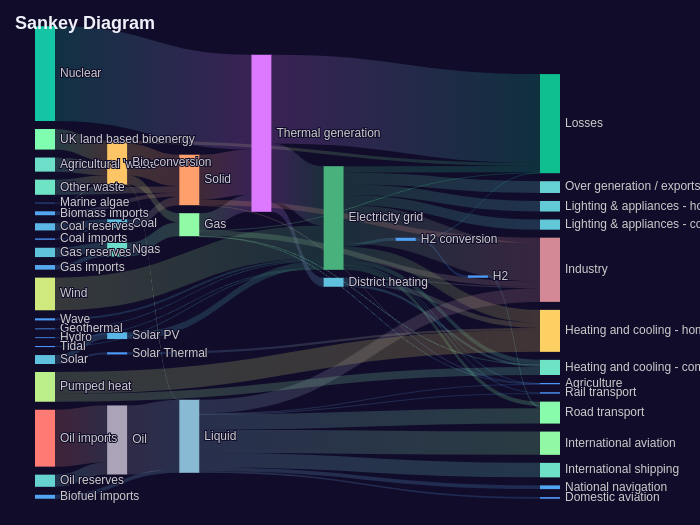 Sankey Diagram
Nuclear
UK land based bioenergy
Agricultural 'waste'
Other waste
Marine algae
Biomass imports
Coal reserves
Coal imports
Gas reserves
Gas imports
Wind
Wave
Geothermal
Hydro
Tidal
Solar
Pumped heat
Oil imports
Oil reserves
Biofuel imports
Bio-conversion
Coal
Ngas
Solar PV
Solar Thermal
Oil
Solid
Gas
Liquid
Thermal generation
Electricity grid
District heating
H2 conversion
H2
Losses
Over generation / exports
Lighting & appliances - ho
Lighting & appliances - co
Industry
Heating and cooling - hom
Heating and cooling - com
Agriculture
Rail transport
Road transport
International aviation
International shipping
National navigation
Domestic aviation